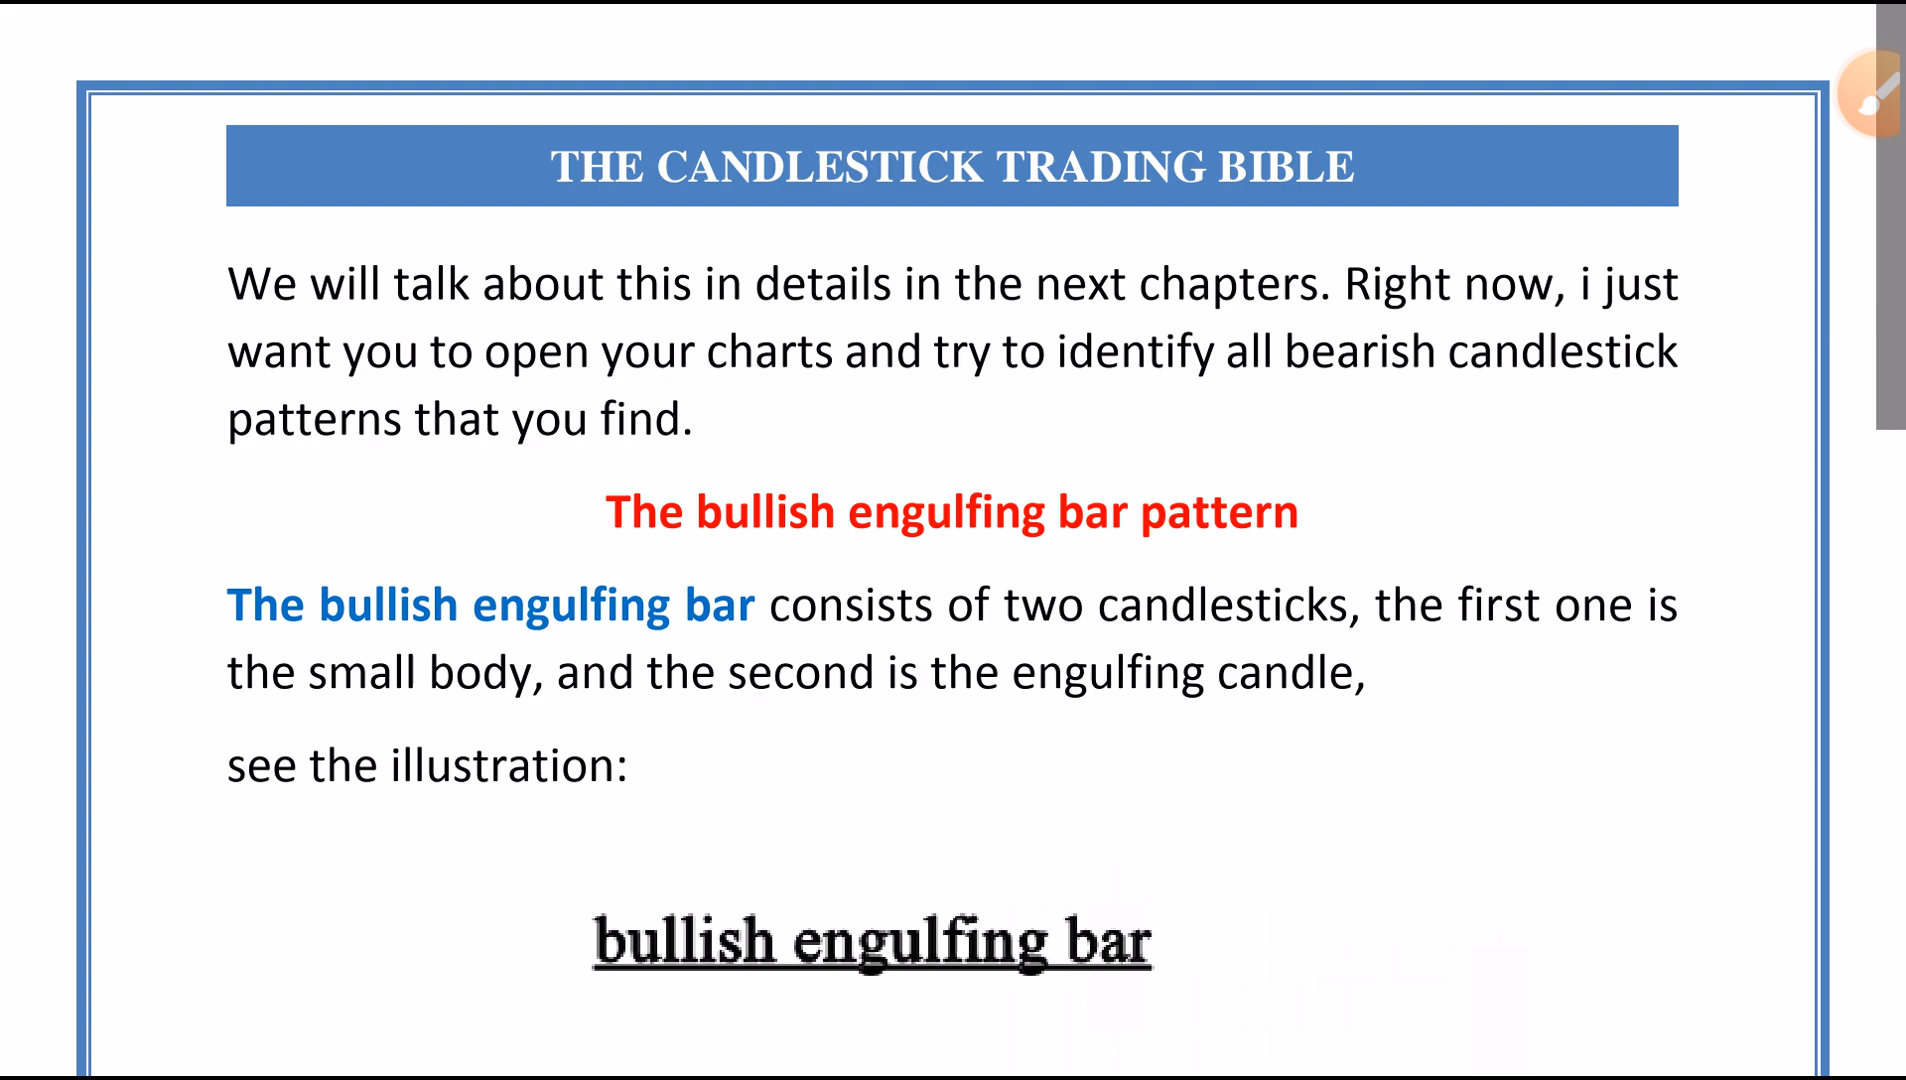 THE CANDLESTICK TRADING BIBLE
We will talk about this in details in the next chapters. Right now, i just
want you to open your charts and try to identify all bearish candlestick
patterns that you find.
The bullish engulfing bar pattern
The bullish engulfing bar consists of two candlesticks, the first one is
the small body, and the second is the engulfing candle,
see the illustration:
bullish engulfing bar